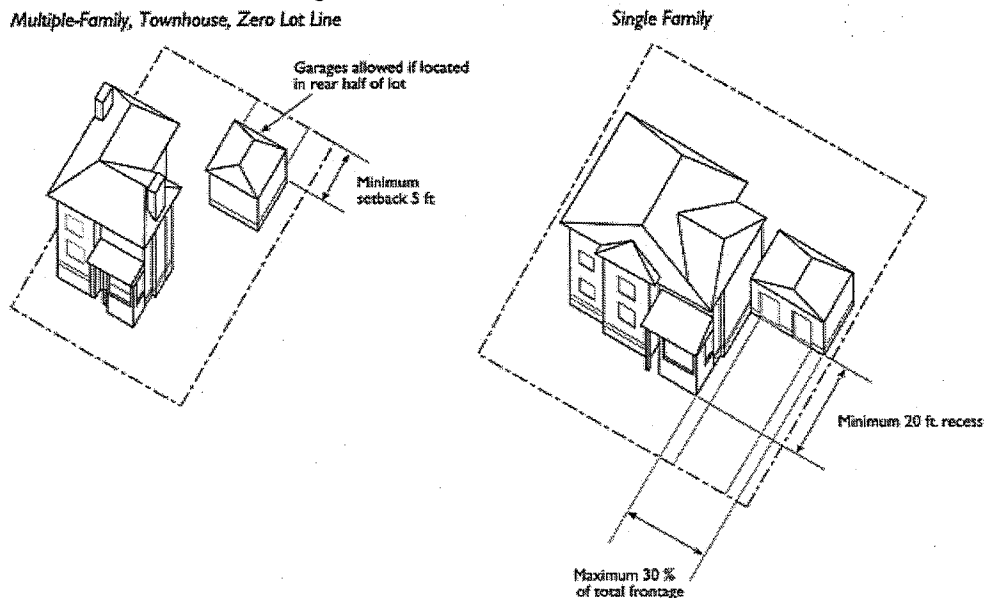 Multiple-Family, Townhouse, Zero Lot Line
Garages allowed if located
in rear half of lot
Minimum
setback 5 ft
Single Family
Minimum 20 ft. recess
Maximum 30 %
of total frontage